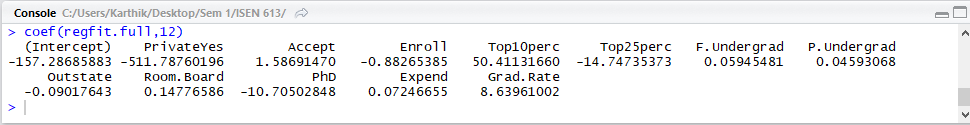 Console C:/Users/Karthik/Desktop/Sem 1/ISEN 613/
> coef(regfit.full,12)
(Intercept) PrivateYes Accept Enroll Top10perc Top25perc F.Undergrad P.Undergrad
-157.28685883 -511.78760196 1.58691470 -0.88265385 50.41131660 -14.74735373 0.05945481 0.04593068
Outstate Room.Board PhD Expend Grad.Rate
-0.09017643 0.14776586 -10.70502848 0.07246655 8.63961002
>